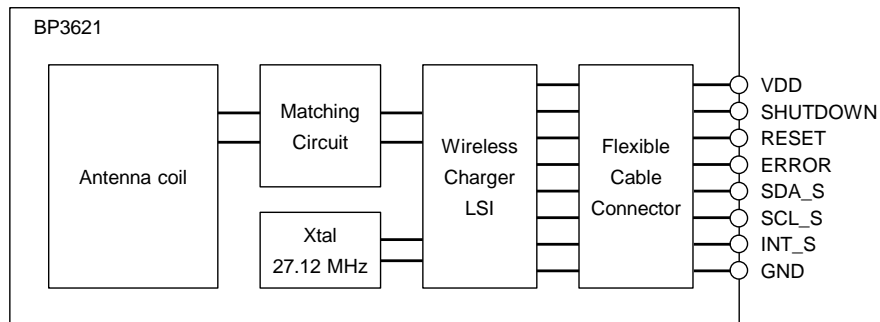 BP3621
Antenna coil
Matching
Circuit
Xtal
27.12 MHz
Wireless
Charger
LSI
Flexible
Cable
Connector
VDD
SHUTDOWN
RESET
ERROR
SDA_S
SCL_S
INT_S
GND